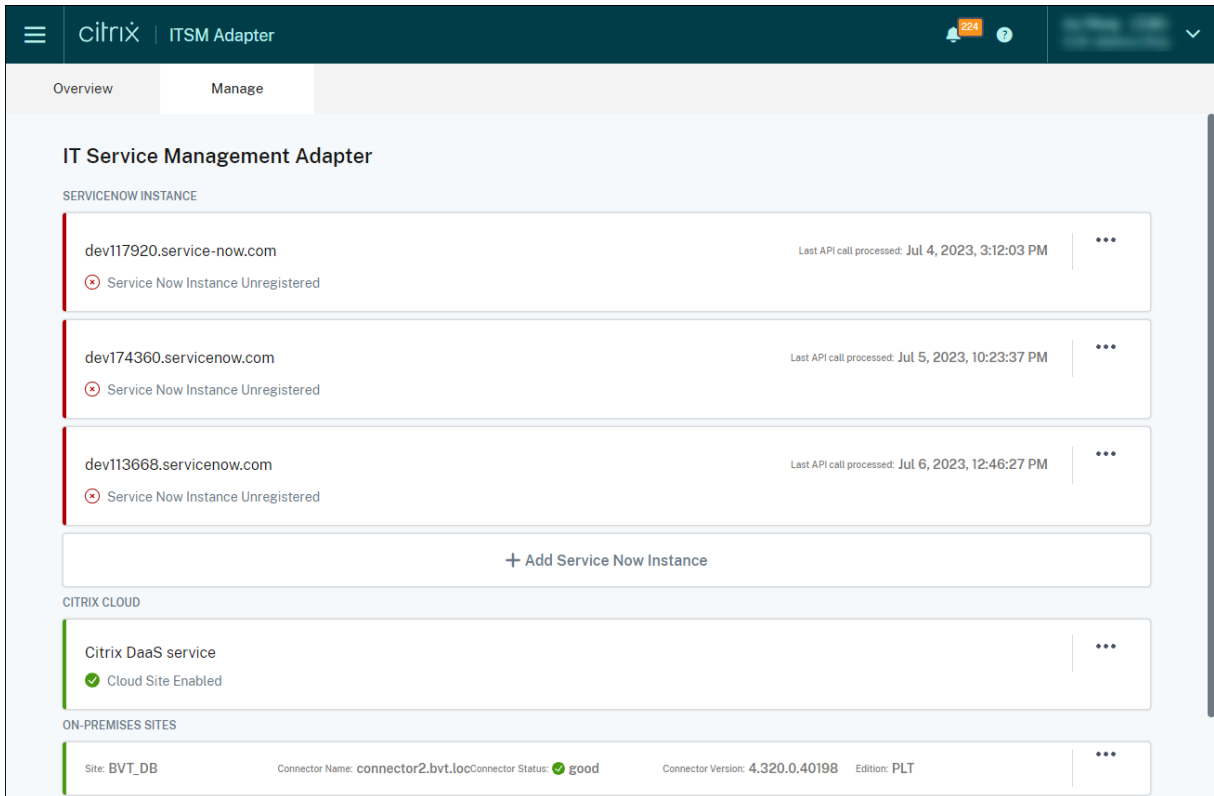 citrix | ITSM Adapter 224 ?
Overview Manage
IT Service Management Adapter
SERVICENOW INSTANCE
dev117920.service-now.com Last API call processed: Jul 4, 2023, 3:12:03 PM
Service Now Instance Unregistered
dev174360.servicenow.com Last API call processed: Jul 5, 2023, 10:23:37 PM
Service Now Instance Unregistered
dev113668.servicenow.com Last API call processed: Jul 6, 2023, 12:46:27 PM
Service Now Instance Unregistered
+ Add Service Now Instance
CITRIX CLOUD
Citrix DaaS service
Cloud Site Enabled
ON-PREMISES SITES
Site: BVT_DB Connector Name: connector2.bvt.loc Connector Status: good Connector Version: 4.320.0.40198 Edition: PLT